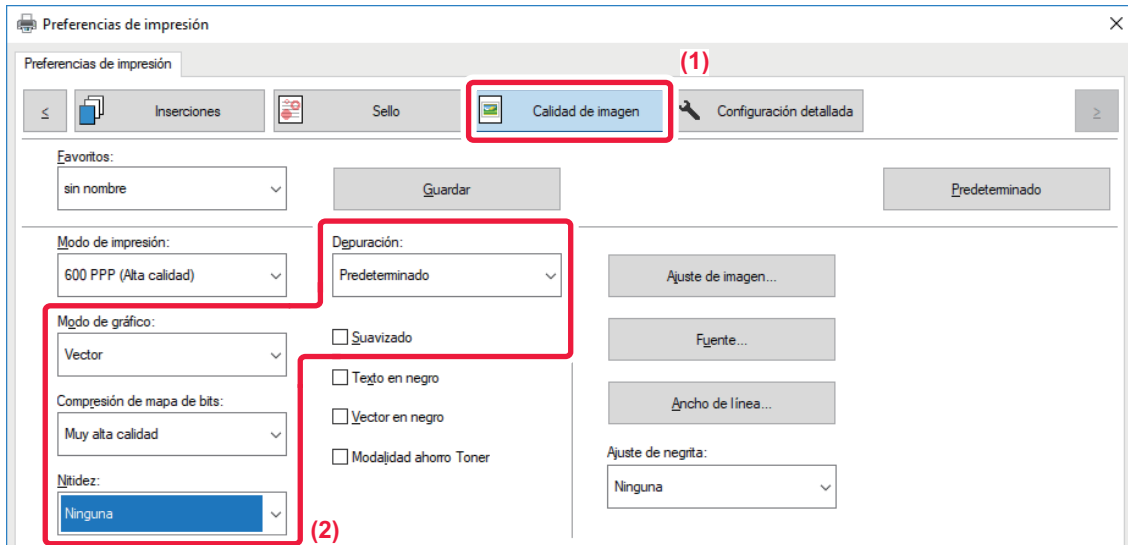 Preferencias de impresión
Preferencias de impresión
(1)
≤ Inserciones Sello Calidad de imagen Configuración detallada ≥
Favoritos:
sin nombre Guardar Predeterminado
Modo de impresión: Depuración:
600 PPP (Alta calidad) Predeterminado Ajuste de imagen...
Modo de gráfico:
Vector Suavizado Fuente...
Texto en negro
Compresión de mapa de bits: Ancho de línea...
Muy alta calidad Vector en negro
Modalidad ahorro Toner Ajuste de negrita:
Nitidez:
Ninguna Ninguna
(2)